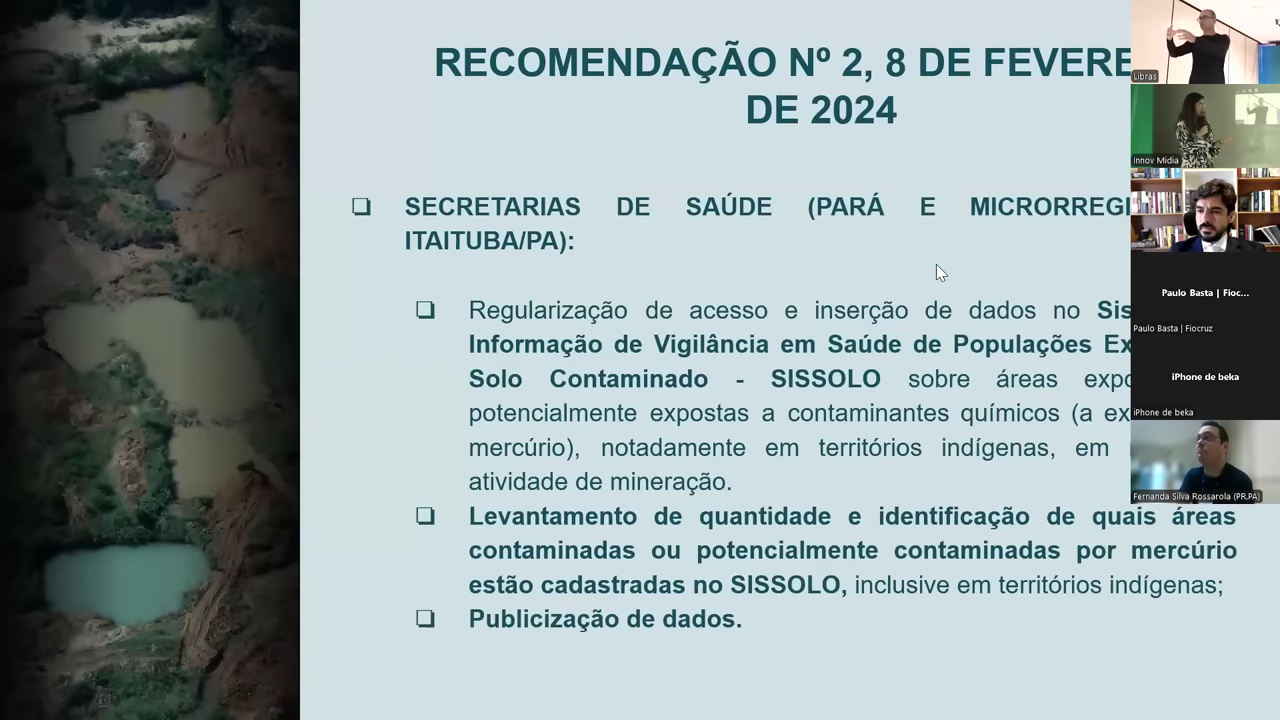 RECOMENDAÇÃO Nº 2, 8 DE FEVERE
DE 2024
❏ SECRETARIAS DE SAÚDE (PARÁ E MICRORREGI
ITAITUBA/PA):
❏ Regularização de acesso e inserção de dados no Sis
Informação de Vigilância em Saúde de Populações Ex
Solo Contaminado - SISSOLO sobre áreas expo
potencialmente expostas a contaminantes químicos (a ex
mercúrio), notadamente em territórios indígenas, em
atividade de mineração.
❏ Levantamento de quantidade e identificação de quais áreas
contaminadas ou potencialmente contaminadas por mercúrio
estão cadastradas no SISSOLO, inclusive em territórios indígenas;
❏ Publicização de dados.
Libras
Innov Midia
Paulo Basta | Fioc...
Paulo Basta | Fiocruz
iPhone de beka
iPhone de beka
Fernanda Silva Rossarola (PR.PA)